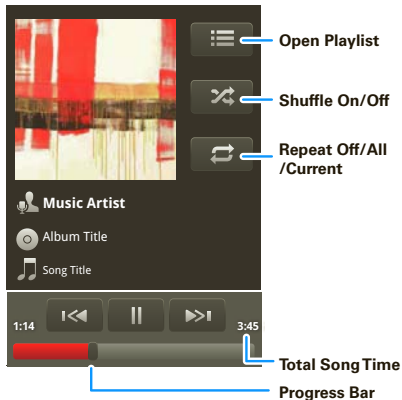 Open Playlist
Shuffle On/Off
Repeat Off/All
/Current
Music Artist
Album Title
Song Title
1:14
3:45
Total Song Time
Progress Bar